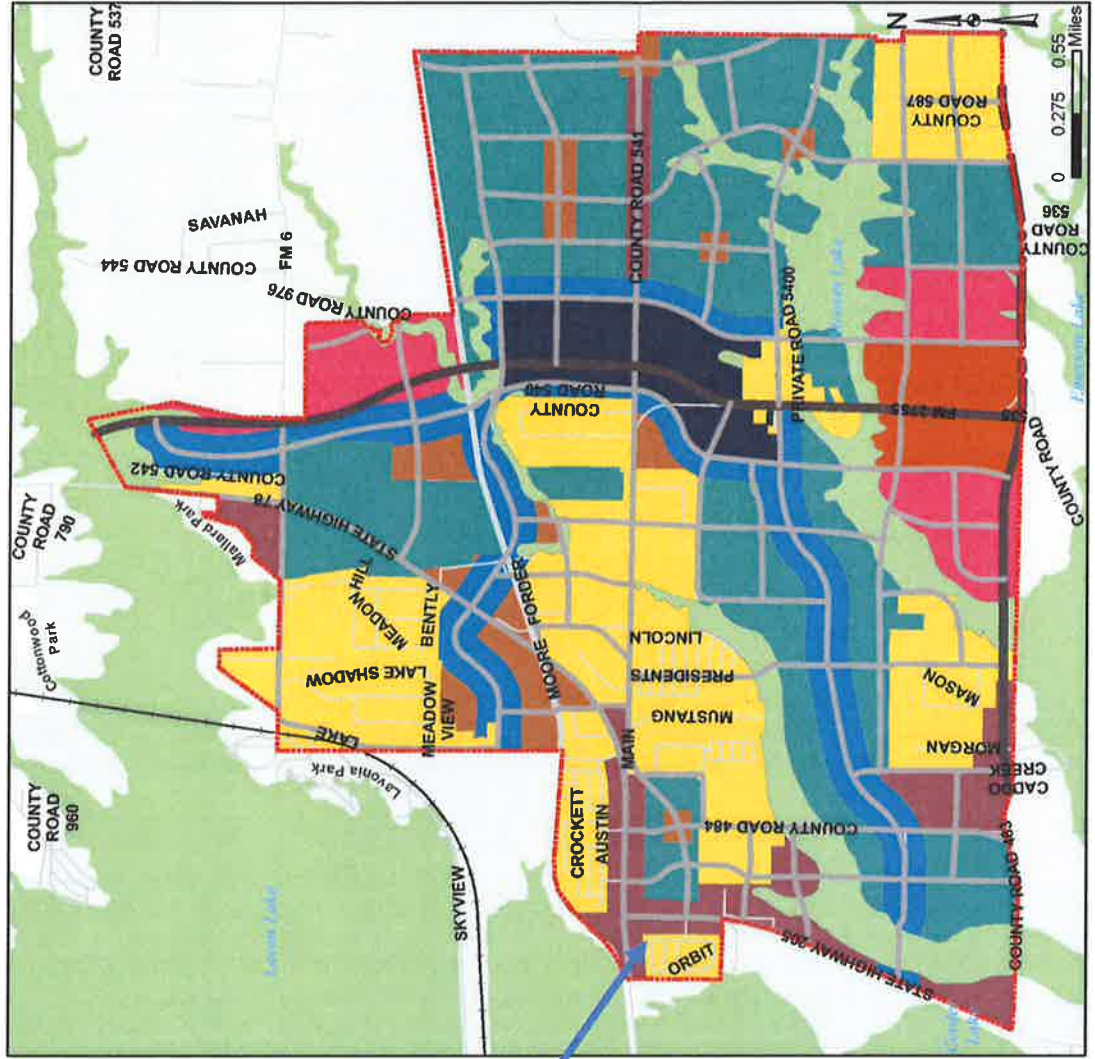 COUNTY
ROAD 537
COUNTY
ROAD
790
Cottonwood
Park
COUNTY
ROAD
960
Mallard Park
COUNTY ROAD 542
STATE HIGHWAY 78
SAVANAH
COUNTY ROAD 544
FM 6
COUNTY ROAD 976
MEADOW
HILL
BENTLY
LAKE SHADOW
MEADOW
VIEW
LAKE
Lavonia Park
Lavon Lake
SKYVIEW
MOORE
FORDER
COUNTY
ROAD 540
COUNTY ROAD 541
LINCOLN
PRESIDENTS
MUSTANG
MAIN
CROCKETT
AUSTIN
ORBIT
COUNTY ROAD 484
PRIVATE ROAD 5400
FM 2755
COUNTY
ROAD 587
COUNTY
ROAD
536
COUNTY ROAD
538
MASON
MORGAN
CADDO
CREEK
COUNTY ROAD 483
STATE HIGHWAY 205
N
0 0.275 0.55
Miles